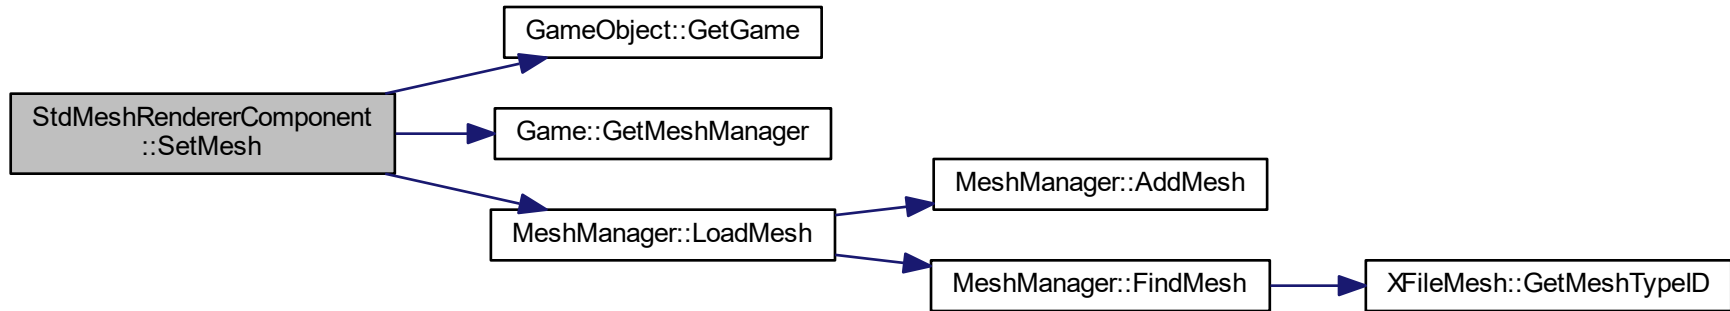 GameObject::GetGame
StdMeshRendererComponent
::SetMesh
Game::GetMeshManager
MeshManager::AddMesh
MeshManager::LoadMesh
MeshManager::FindMesh
XFileMesh::GetMeshTypeID